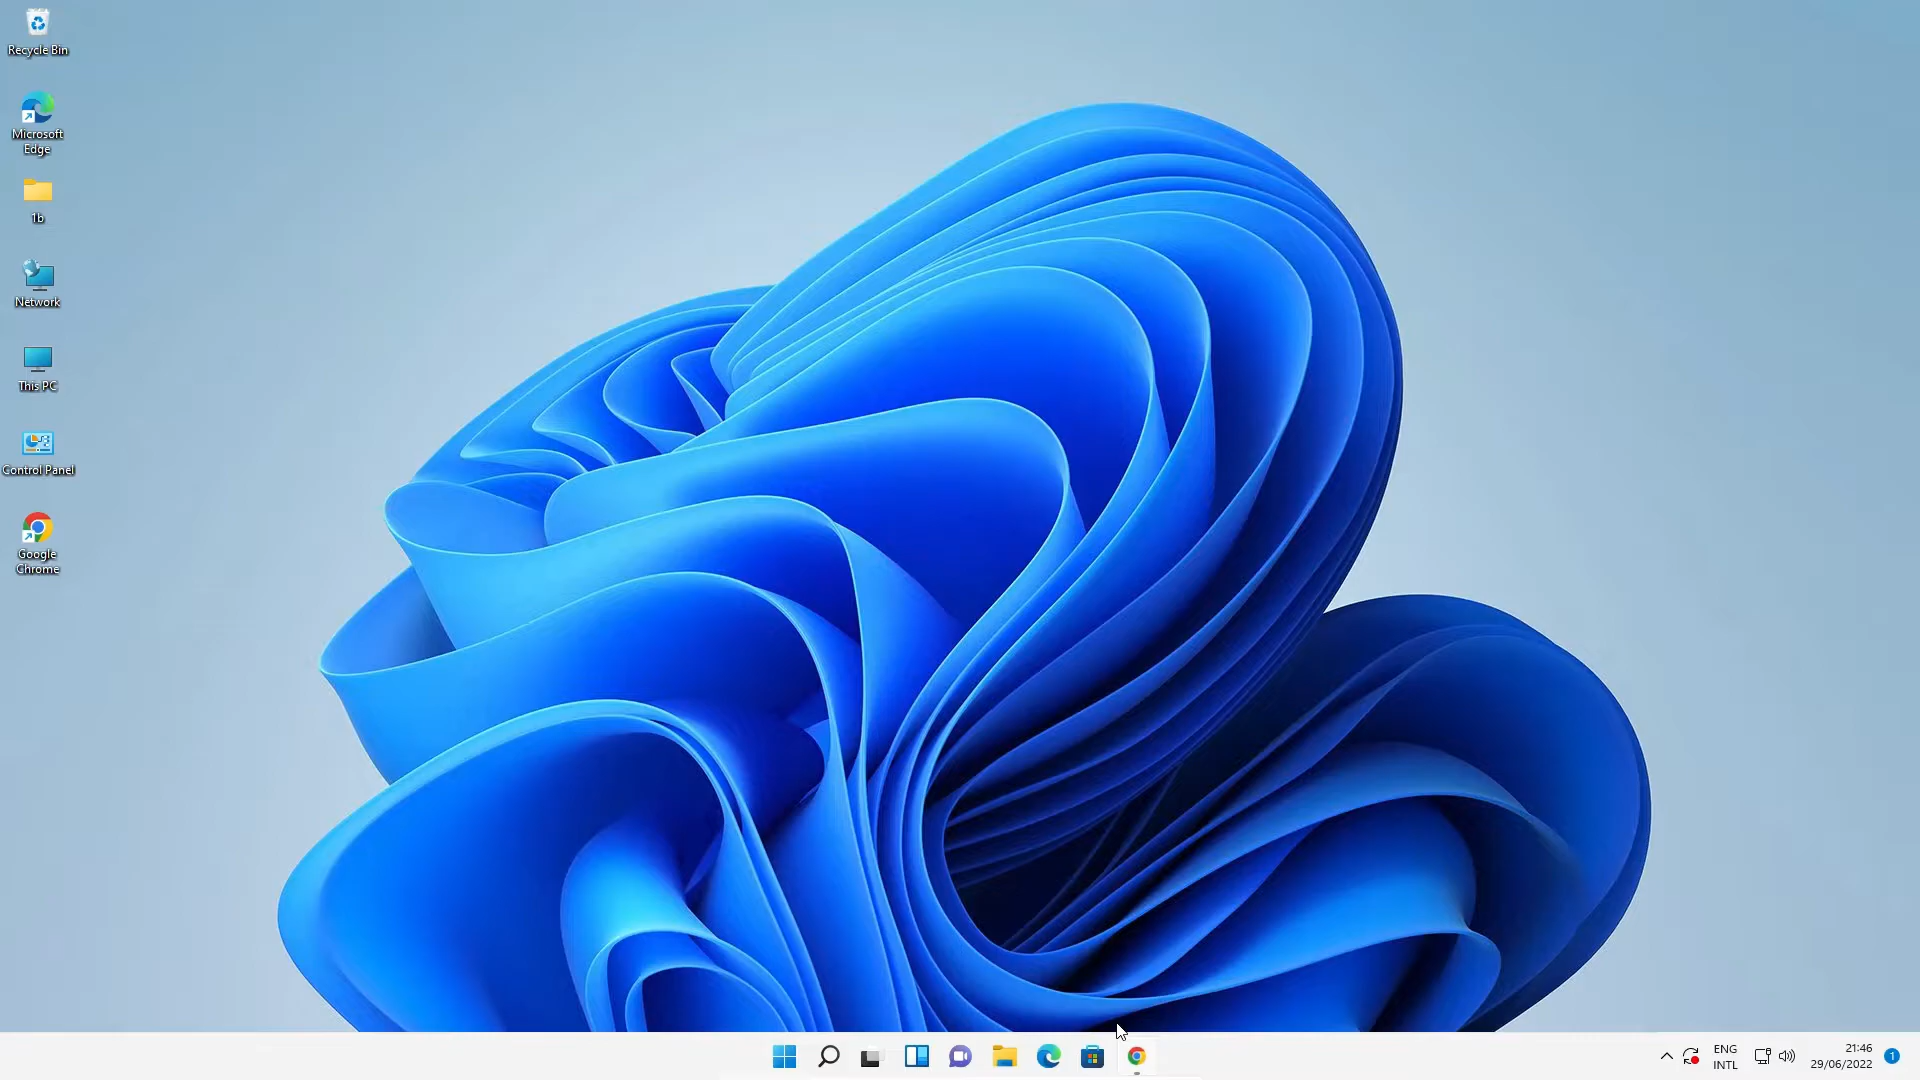 Recycle Bin
Microsoft
Edge
1b
Network
This PC
Control Panel
Google
Chrome
ENG
INTL
21:46
29/06/2022
1